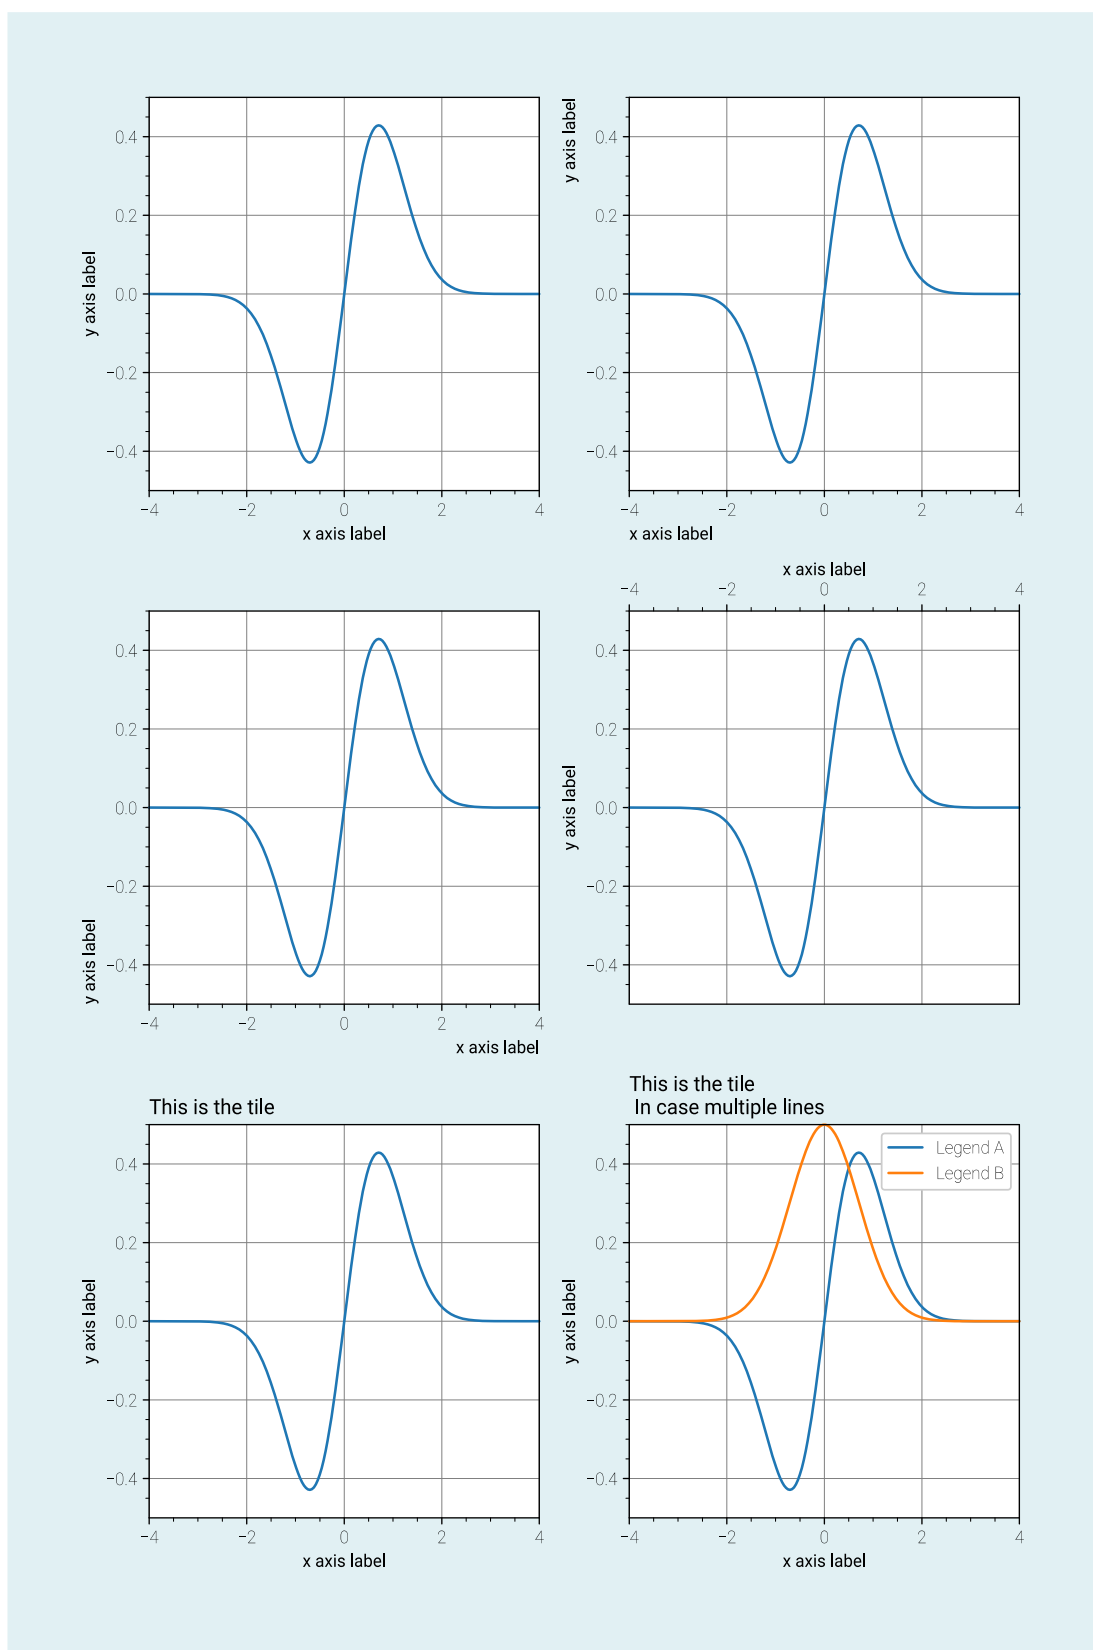 0.4
0.2
0.0
−0.2
−0.4
y axis label
−4 −2 0 2 4
x axis label
y axis label
0.4
0.2
0.0
−0.2
−0.4
−4 −2 0 2 4
x axis label
0.4
0.2
0.0
−0.2
−0.4
y axis label
−4 −2 0 2 4
x axis label
x axis label
−4 −2 0 2 4
0.4
0.2
0.0
−0.2
−0.4
y axis label
This is the tile
0.4
0.2
0.0
−0.2
−0.4
y axis label
−4 −2 0 2 4
x axis label
This is the tile
In case multiple lines
Legend A
Legend B
0.4
0.2
0.0
−0.2
−0.4
y axis label
−4 −2 0 2 4
x axis label